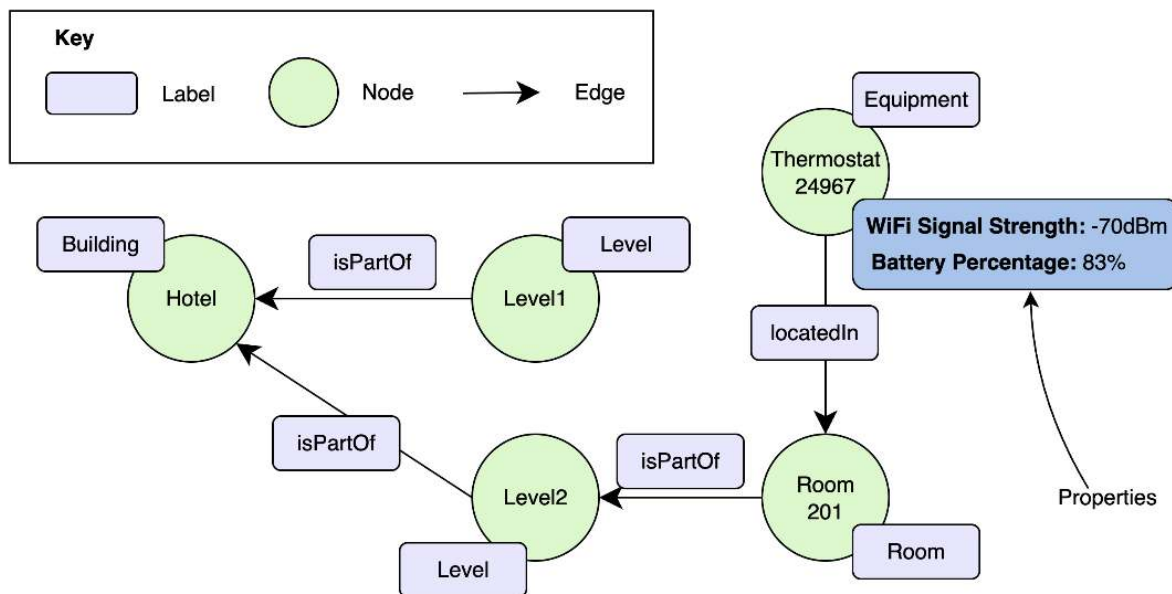 Key
Label
Node
Edge
Equipment
Thermostat
24967
WiFi Signal Strength: -70dBm
Battery Percentage: 83%
Building
isPartOf
Level
Hotel
Level1
locatedIn
isPartOf
isPartOf
Level2
Room
201
Properties
Level
Room